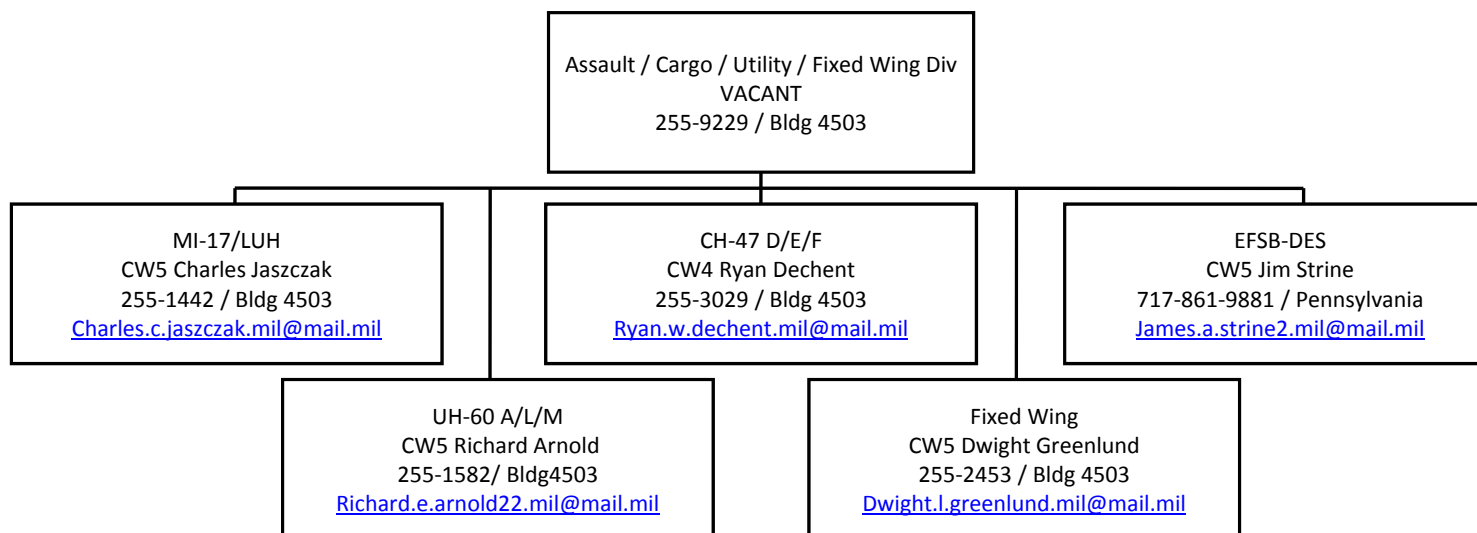 Assault / Cargo / Utility / Fixed Wing Div
VACANT
255-9229 / Bldg 4503
MI-17/LUH
CW5 Charles Jaszczak
255-1442 / Bldg 4503
Charles.c.jaszczak.mil@mail.mil
CH-47 D/E/F
CW4 Ryan Dechent
255-3029 / Bldg 4503
Ryan.w.dechent.mil@mail.mil
EFSB-DES
CW5 Jim Strine
717-861-9881 / Pennsylvania
James.a.strine2.mil@mail.mil
UH-60 A/L/M
CW5 Richard Arnold
255-1582/ Bldg4503
Richard.e.arnold22.mil@mail.mil
Fixed Wing
CW5 Dwight Greenlund
255-2453 / Bldg 4503
Dwight.l.greenlund.mil@mail.mil